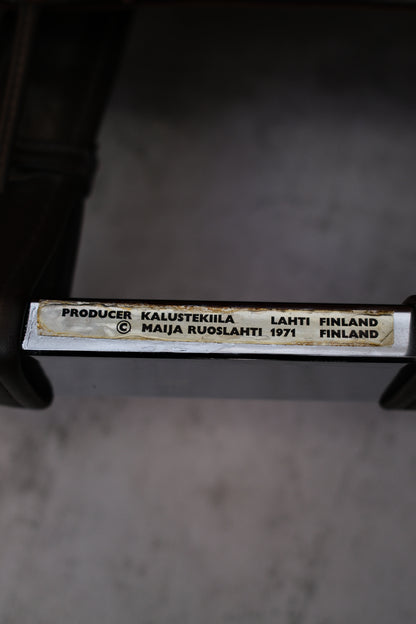 PRODUCER KALUSTEKIILA LAHTI FINLAND
© MAIJA RUOSLAHTI 1971 FINLAND